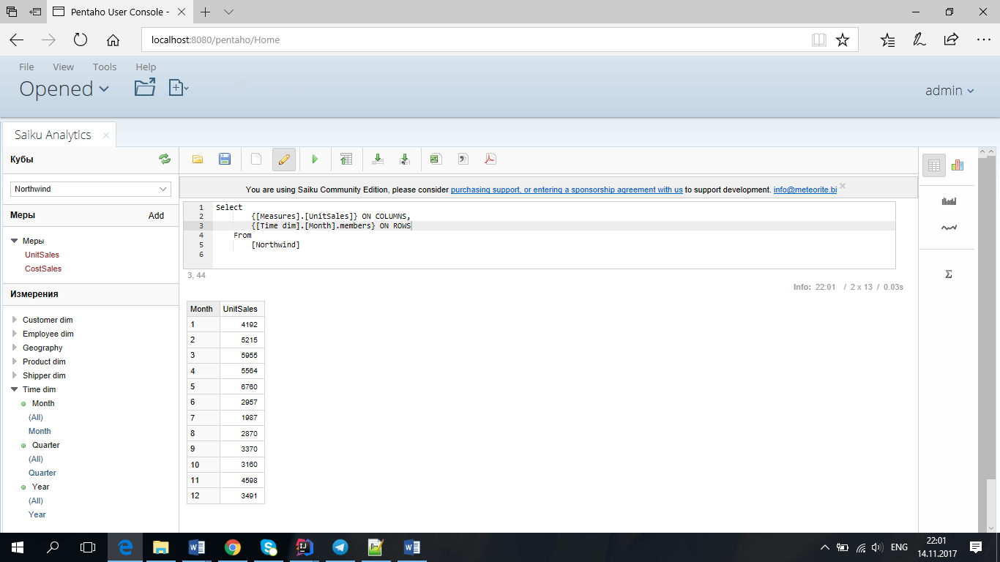 Pentaho User Console -
localhost:8080/pentaho/Home
File View Tools Help
Opened
admin
Saiku Analytics
Кубы
Northwind
Меры Add
Меры
UnitSales
CostSales
Измерения
Customer dim
Employee dim
Geography
Product dim
Shipper dim
Time dim
Month
(All)
Month
Quarter
(All)
Quarter
Year
(All)
Year
You are using Saiku Community Edition, please consider purchasing support, or entering a sponsorship agreement with us to support development. info@meteorite.bi
1 Select
2 {[Measures].[UnitSales]} ON COLUMNS,
3 {[Time dim].[Month].members} ON ROWS
4 From
5 [Northwind]
6
3, 44
Info: 22:01 / 2 x 13 / 0.03s
Month UnitSales
1 4192
2 5215
3 5955
4 5564
5 6760
6 2957
7 1987
8 2870
9 3370
10 3160
11 4598
12 3491
Σ
ENG
22:01
14.11.2017